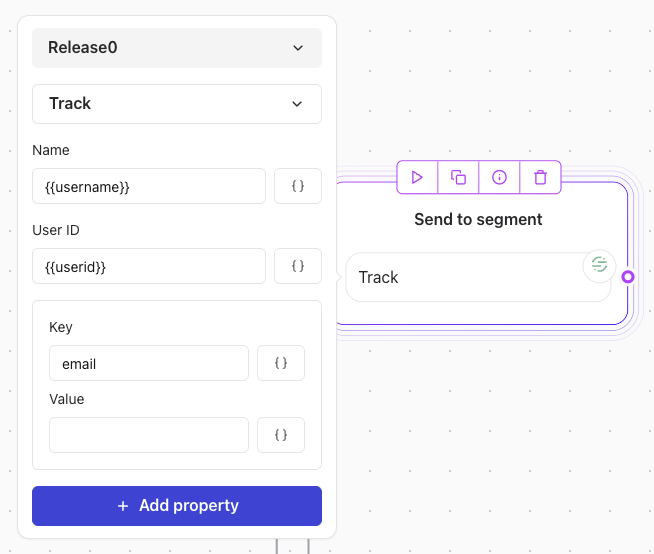 Release0
Track
Name
{{username}}
{ }
User ID
{{userid}}
{ }
Key
email
{ }
Value
{ }
+ Add property
Send to segment
Track